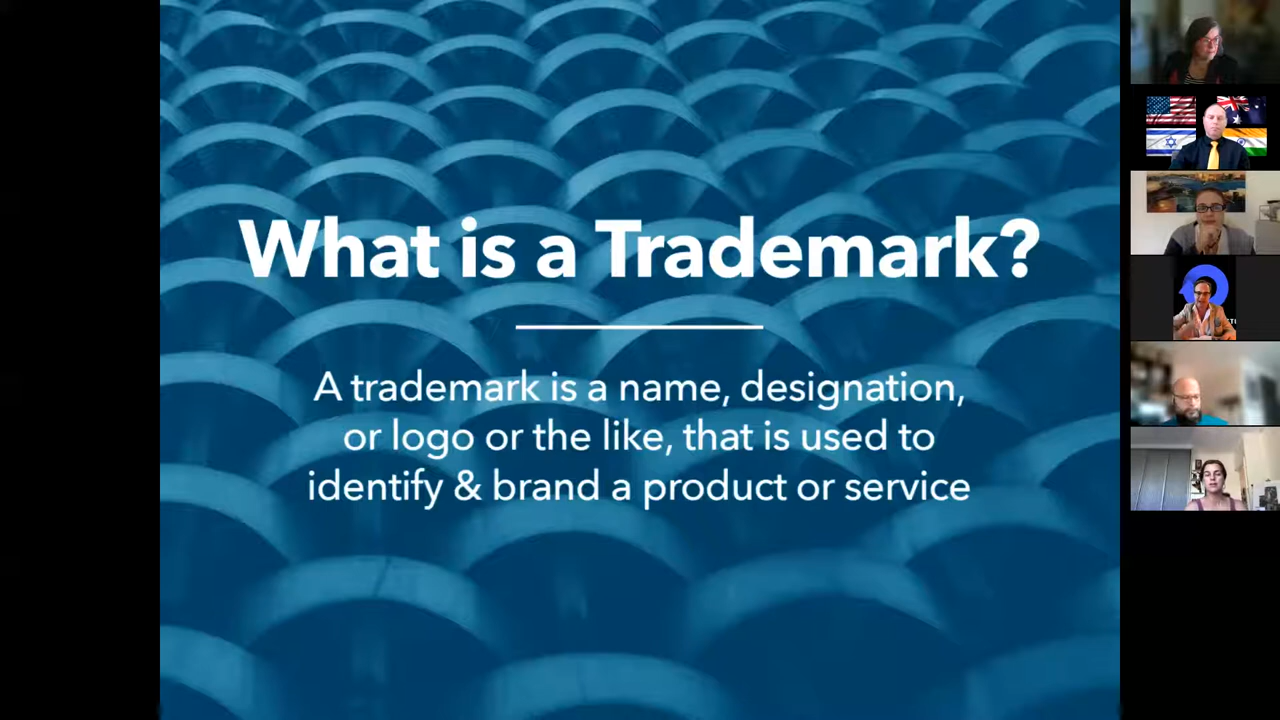 What is a Trademark?
A trademark is a name, designation,
or logo or the like, that is used to
identify & brand a product or service